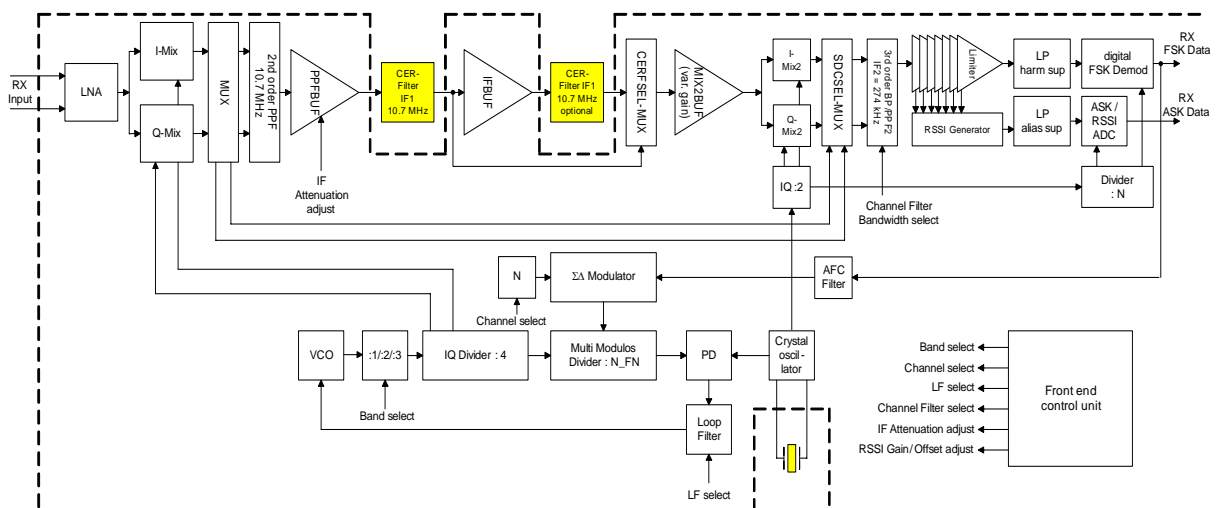 RX
Input
LNA
I-Mix
Q-Mix
MUX
2nd order PPF
10.7 MHz
PPFBUF
IF
Attenuation
adjust
CER-
Filter
IF1
10.7 MHz
IFBUF
CER-
Filter IF1
10.7 MHz
optional
CERFSEL-MUX
MIX2BUF
(var. gain)
I-
Mix2
Q-
Mix2
IQ :2
SDCSEL-MUX
3rd order BP /PPF2
IF2 = 274 kHz
Channel Filter
Bandwidth select
Limiter
RSSI Generator
LP
harm sup
LP
alias sup
digital
FSK Demod
ASK /
RSSI
ADC
Divider
: N
RX
FSK Data
RX
ASK Data
N
Channel select
ΣΔ Modulator
AFC
Filter
VCO
:1/:2/:3
Band select
IQ Divider : 4
Multi Modulos
Divider : N_FN
PD
Crystal
oscil-
lator
Loop
Filter
LF select
Band select
Channel select
LF select
Channel Filter select
IF Attenuation adjust
RSSI Gain/Offset adjust
Front end
control unit